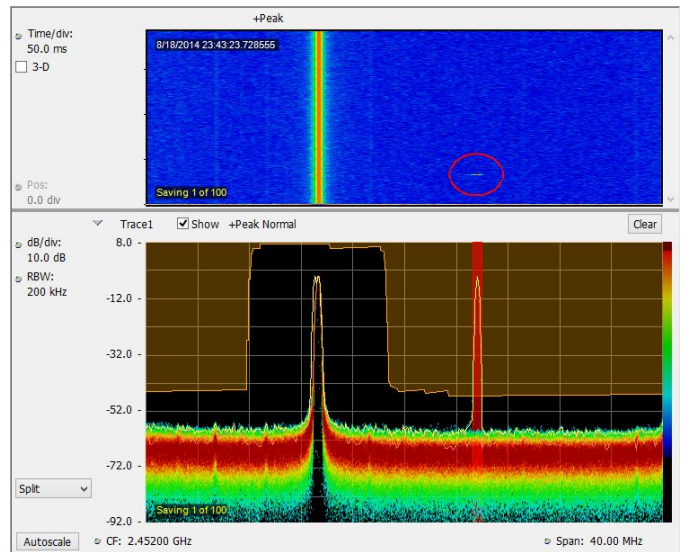 +Peak
Time/div:
50.0 ms
3-D
8/18/2014 23:43:23.728555
Pos:
0.0 div
Saving 1 of 100
Trace1 Show +Peak Normal Clear
dB/div:
10.0 dB
RBW:
200 kHz
8.0
-12.0
-32.0
-52.0
-72.0
-92.0
Split
Saving 1 of 100
Autoscale CF: 2.45200 GHz Span: 40.00 MHz